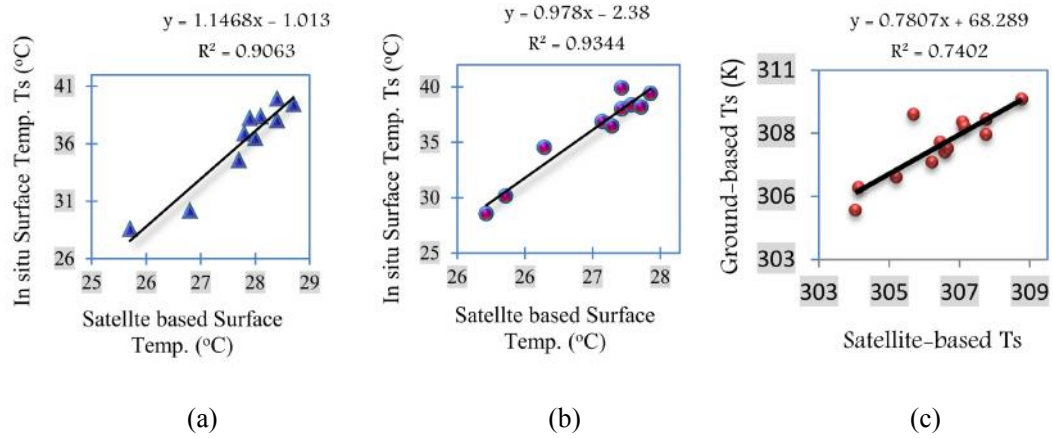 y = 1.1468x – 1.013
R² = 0.9063
In situ Surface Temp. Ts (°C)
41
36
31
26
25 26 27 28 29
Satellte based Surface
Temp. (°C)
(a)
y = 0.978x – 2.38
R² = 0.9344
In situ Surface Temp. Ts (°C)
40
35
30
25
26 26 27 27 28
Satellte based Surface
Temp. (°C)
(b)
y = 0.7807x + 68.289
R² = 0.7402
Ground-based Ts (K)
311
308
306
303
303 305 307 309
Satellite-based Ts
(c)